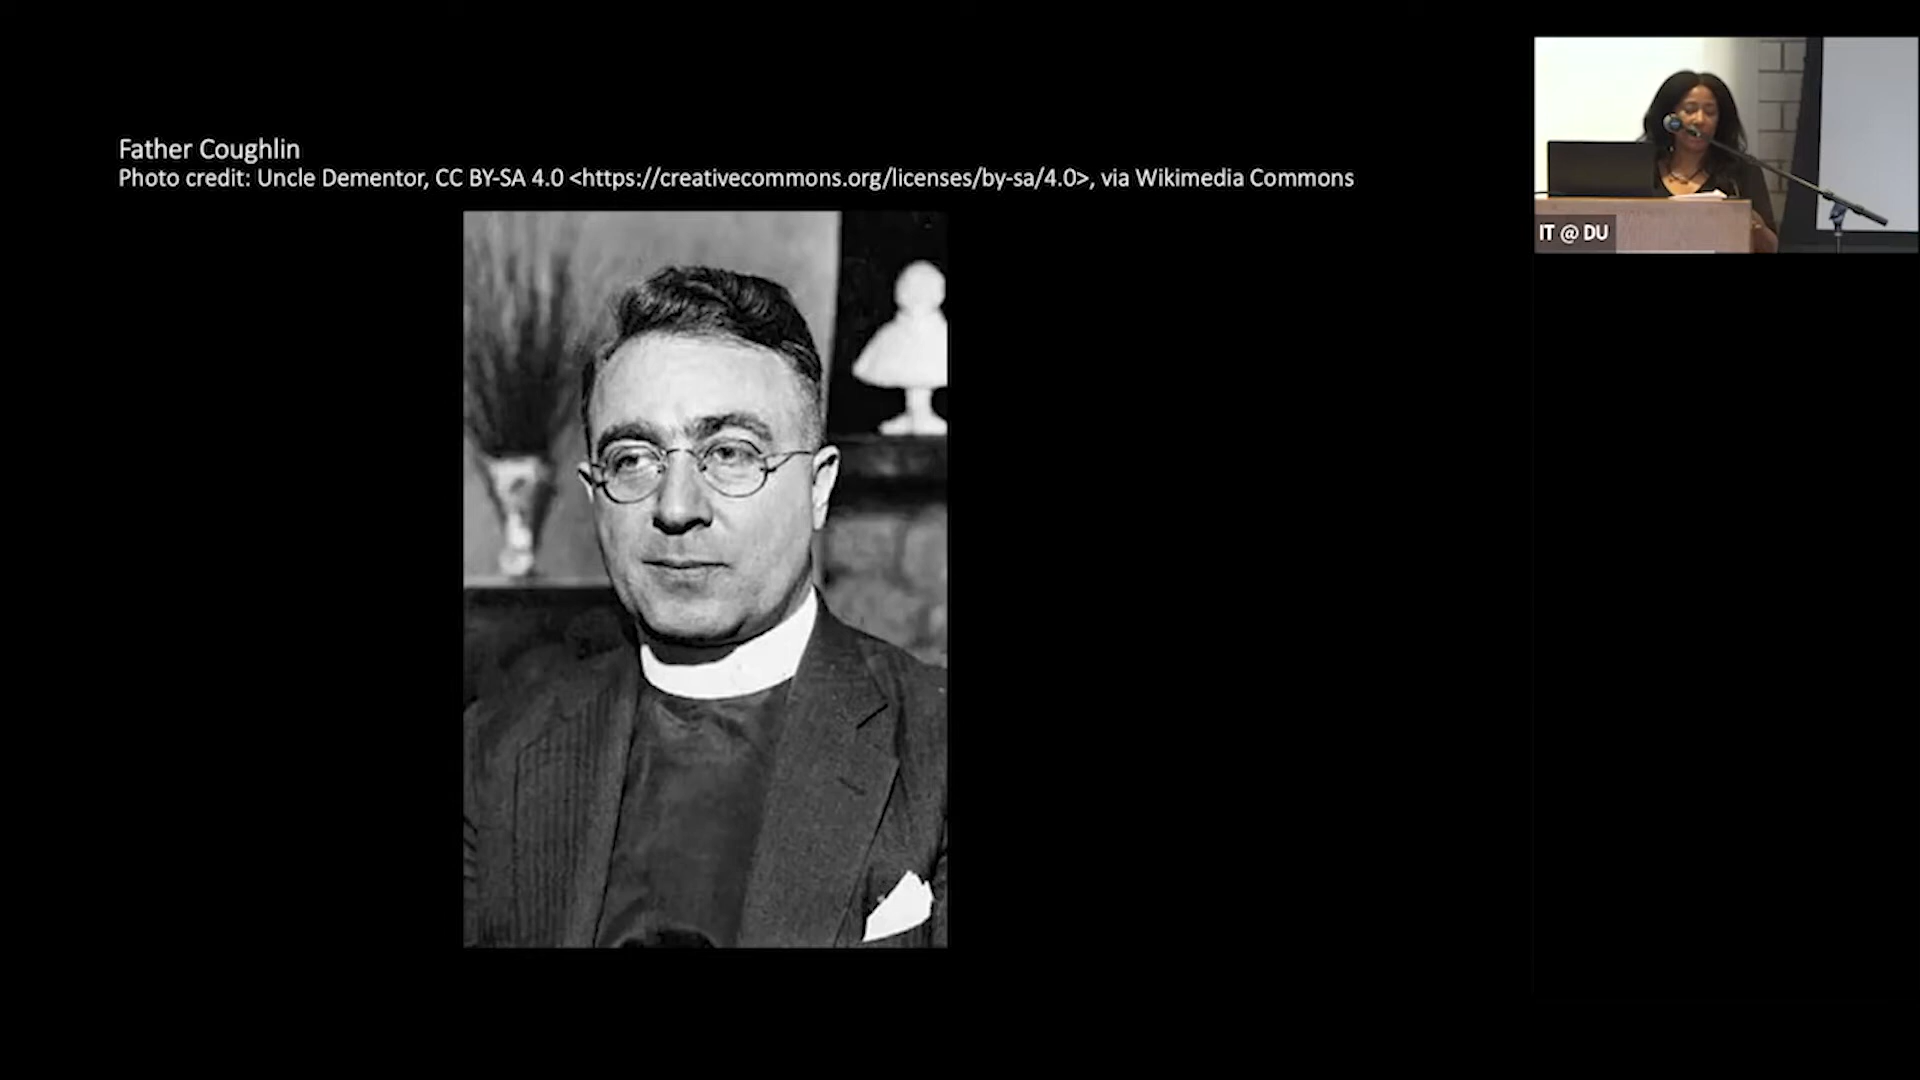 Father Coughlin
Photo credit: Uncle Dementor, CC BY-SA 4.0 <https://creativecommons.org/licenses/by-sa/4.0>, via Wikimedia Commons
IT @ DU